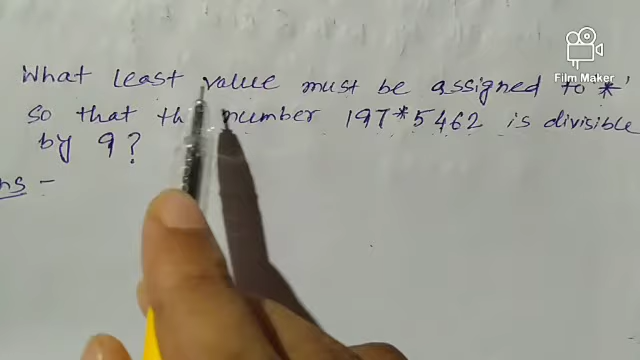 Film Maker
What least value must be assigned to *'
so that th number 197*5462 is divisible
by 9?
ns -